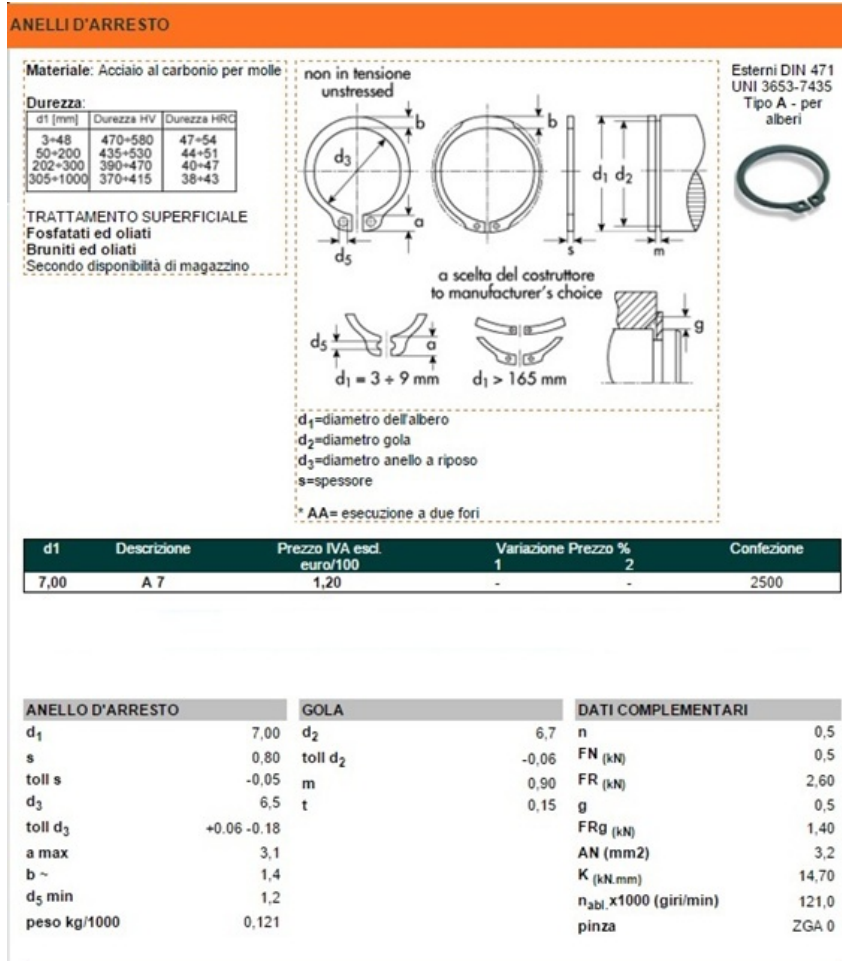 ANELLI D'ARRESTO
Materiale: Acciaio al carbonio per molle
Durezza:
d1 [mm] Durezza HV Durezza HRC
3÷48 470÷580 47÷54
50÷200 435÷530 44÷51
202÷300 390÷470 40÷47
305÷1000 370÷415 38÷43
TRATTAMENTO SUPERFICIALE
Fosfatati ed oliati
Bruniti ed oliati
Secondo disponibilità di magazzino
non in tensione
unstressed
b
b
d3
d1 d2
a
d5
s
m
a scelta del costruttore
to manufacturer's choice
d5
a
g
d1 = 3 ÷ 9 mm
d1 > 165 mm
Esterni DIN 471
UNI 3653-7435
Tipo A - per
alberi
d1=diametro dell'albero
d2=diametro gola
d3=diametro anello a riposo
s=spessore
* AA= esecuzione a due fori
d1 Descrizione Prezzo IVA escl. Variazione Prezzo % Confezione
euro/100 1 2
7,00 A 7 1,20 - - 2500
ANELLO D'ARRESTO
d1 7,00
s 0,80
toll s -0,05
d3 6,5
toll d3 +0.06 -0.18
a max 3,1
b ~ 1,4
d5 min 1,2
peso kg/1000 0,121
GOLA
d2 6,7
toll d2 -0,06
m 0,90
t 0,15
DATI COMPLEMENTARI
n 0,5
FN (kN) 0,5
FR (kN) 2,60
g 0,5
FRg (kN) 1,40
AN (mm2) 3,2
K (kN.mm) 14,70
nabl.x1000 (giri/min) 121,0
pinza ZGA 0